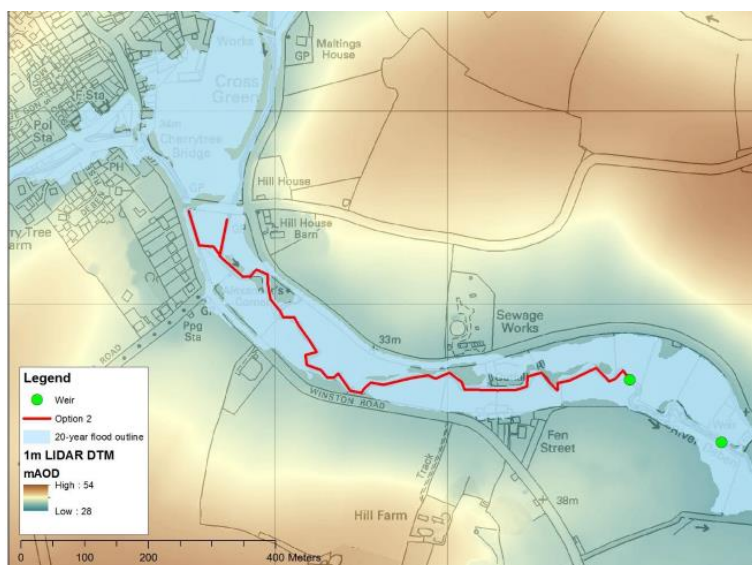 Works
Maltings
House
GP
Cross
Green
F Sta
Pol
Sta
Cherrytree
Bridge
PH
GP
Hill House
Hill House
Barn
Ppg
Sta
ROAD
33m
Sewage
Works
WINSTON ROAD
Weir
Fen
Street
Track
38m
Hill Farm
Legend
Weir
Option 2
20-year flood outline
1m LIDAR DTM
mAOD
High : 54
Low : 28
0 100 200 400 Meters